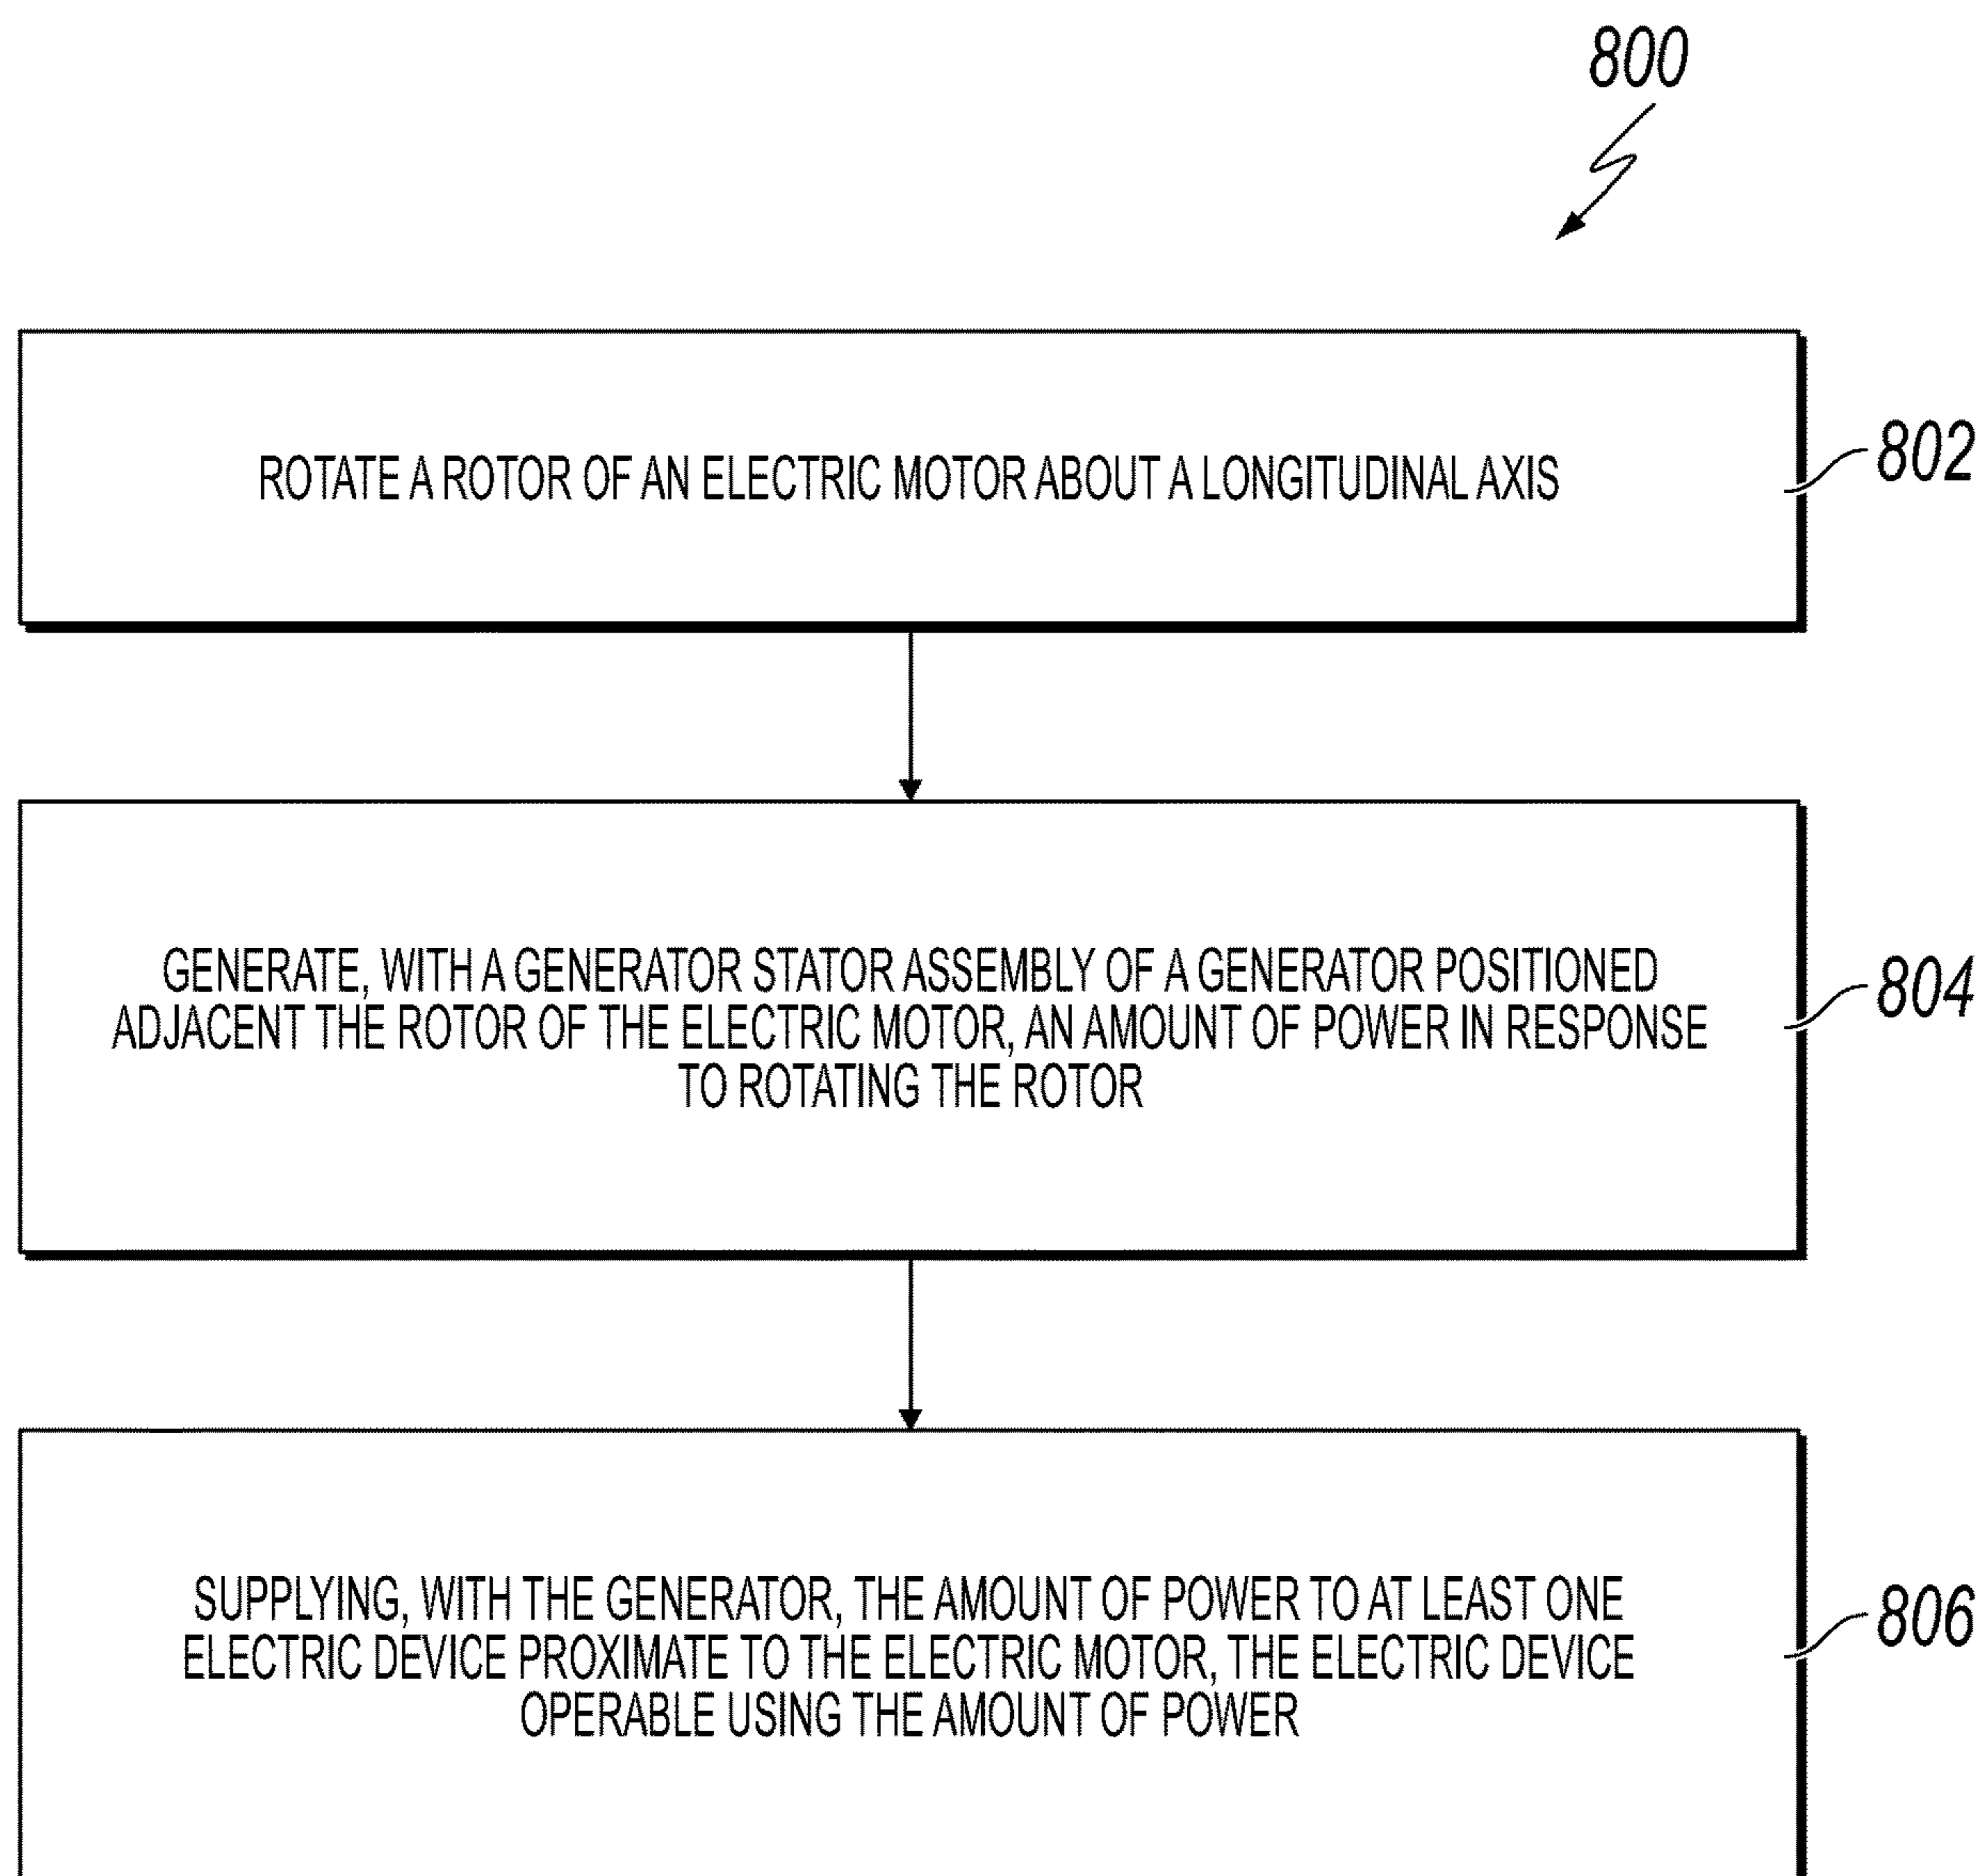 800
ROTATE A ROTOR OF AN ELECTRIC MOTOR ABOUT A LONGITUDINAL AXIS
802
GENERATE, WITH A GENERATOR STATOR ASSEMBLY OF A GENERATOR POSITIONED
ADJACENT THE ROTOR OF THE ELECTRIC MOTOR, AN AMOUNT OF POWER IN RESPONSE
TO ROTATING THE ROTOR
804
SUPPLYING, WITH THE GENERATOR, THE AMOUNT OF POWER TO AT LEAST ONE
ELECTRIC DEVICE PROXIMATE TO THE ELECTRIC MOTOR, THE ELECTRIC DEVICE
OPERABLE USING THE AMOUNT OF POWER
806